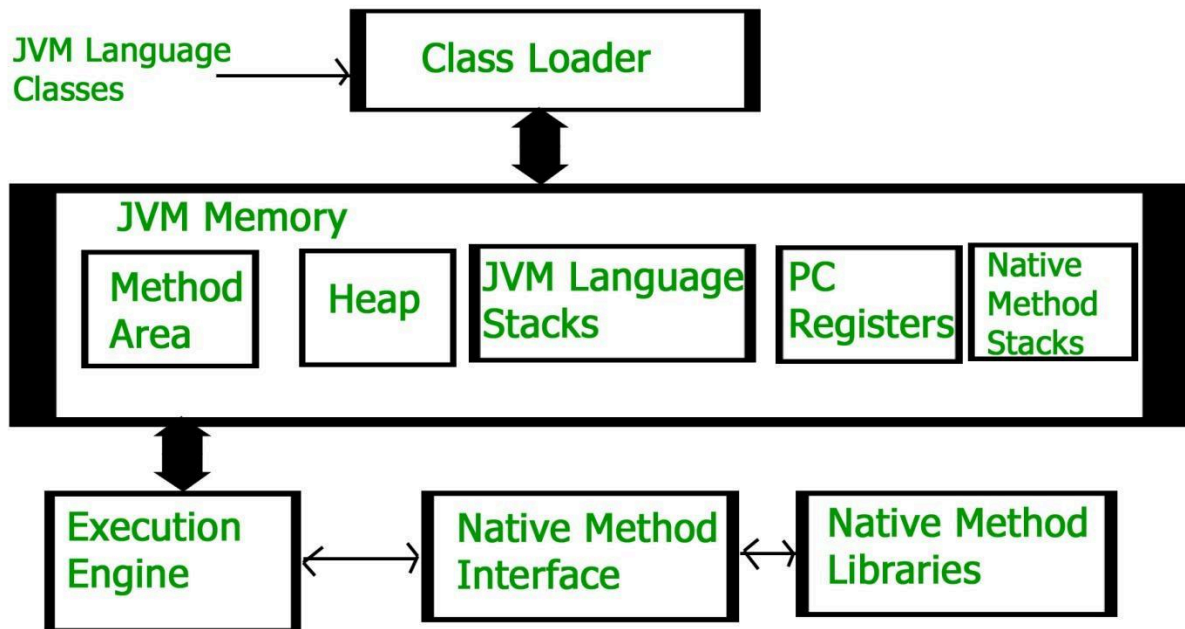 JVM Language
Classes
Class Loader
JVM Memory
Method
Area
Heap
JVM Language
Stacks
PC
Registers
Native
Method
Stacks
Execution
Engine
Native Method
Interface
Native Method
Libraries